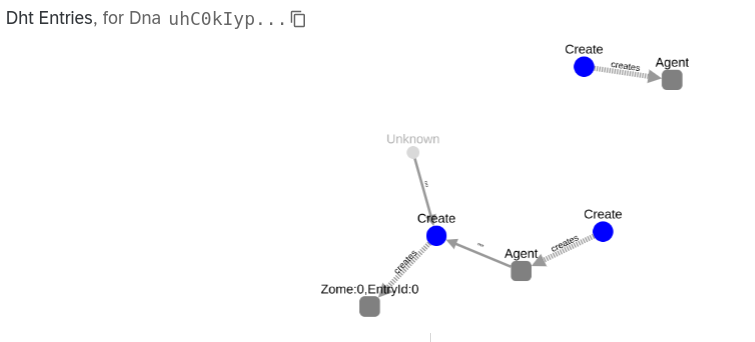 Dht Entries, for Dna uhC0kIyp...
Create
creates
Agent
Unknown
Create
Create
creates
Agent
creates
Zome:0,EntryId:0